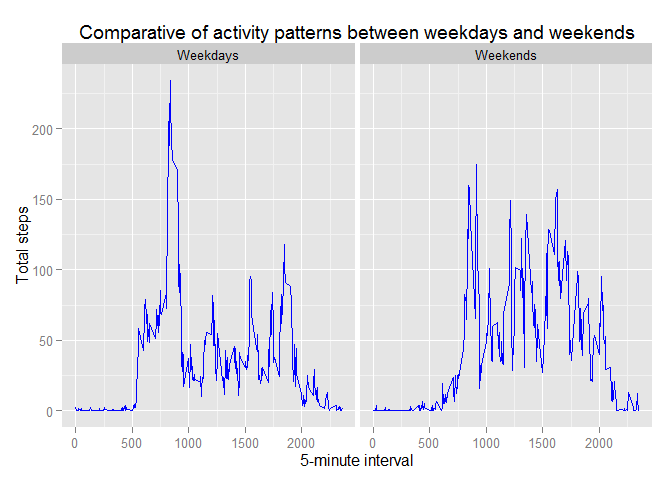 Comparative of activity patterns between weekdays and weekends
Weekdays
Weekends
Total steps
200
150
100
50
0
0 500 1000 1500 2000
0 500 1000 1500 2000
5-minute interval